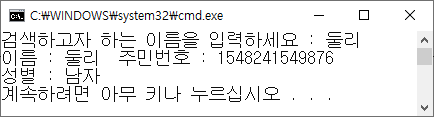 C:\WINDOWS\system32\cmd.exe
검색하고자 하는 이름을 입력하세요 : 둘리
이름 : 둘리  주민번호 : 1548241549876
성별 : 남자
계속하려면 아무 키나 누르십시오 . . .